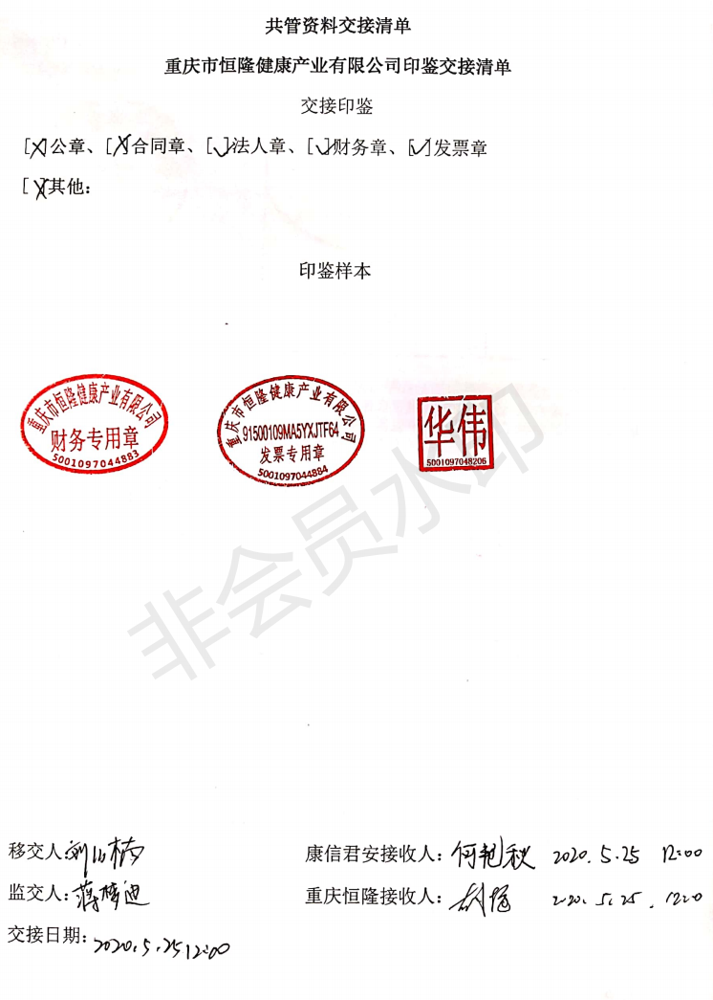 共管资料交接清单
重庆市恒隆健康产业有限公司印鉴交接清单
交接印鉴
[X]公章、[X]合同章、[✓]法人章、[✓]财务章、[✓]发票章
[X]其他:
印鉴样本
重庆市恒隆健康产业有限公司
财务专用章
5001097044883
重庆市恒隆健康产业有限公司
91500109MA5YXJTF64
发票专用章
5001097044884
华伟
5001097048206
非会员水印
移交人: 康信君安接收人: 何艳秋 2020.5.25 12:00
监交人: 蒋梦迪 重庆恒隆接收人: 2020.5.25. 12:0
交接日期: 2020.5.25 12:00